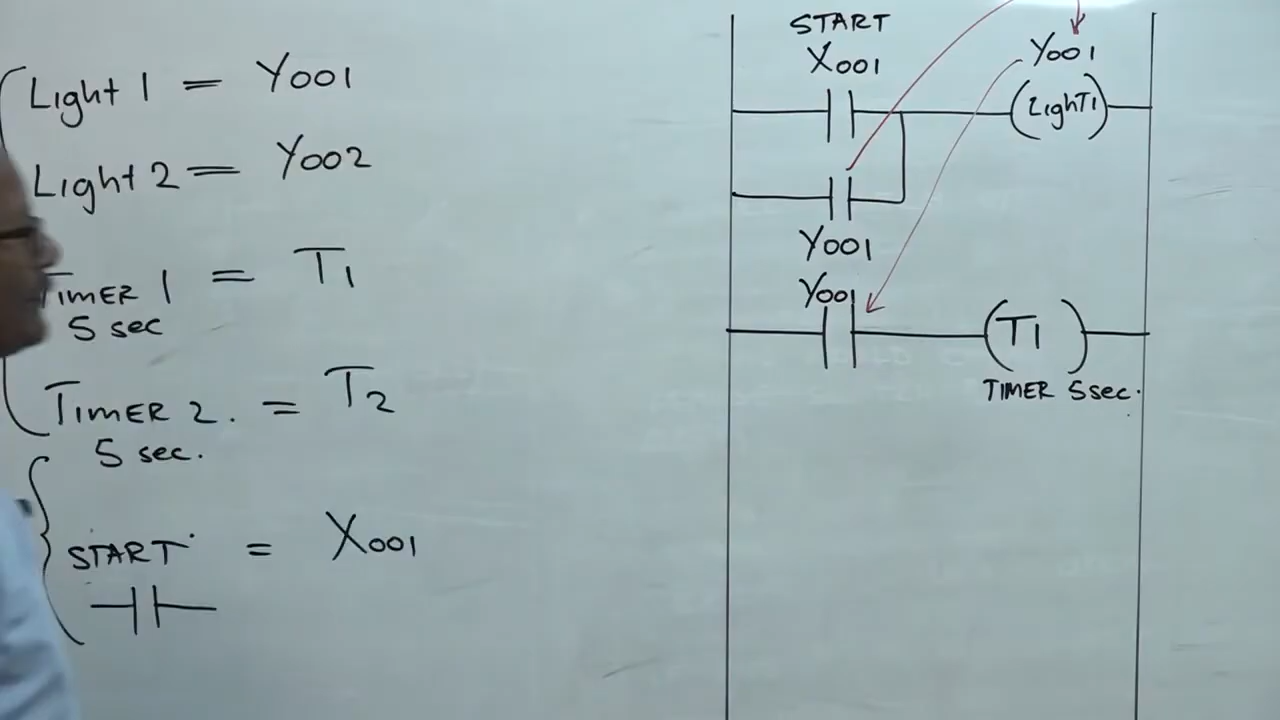 Light 1 = Y001
Light 2 = Y002
TIMER 1 = T1
5 sec
TIMER 2. = T2
5 sec.
START = X001
START
X001
Y001
(LIGHT1)
Y001
Y001
(T1)
TIMER 5sec.